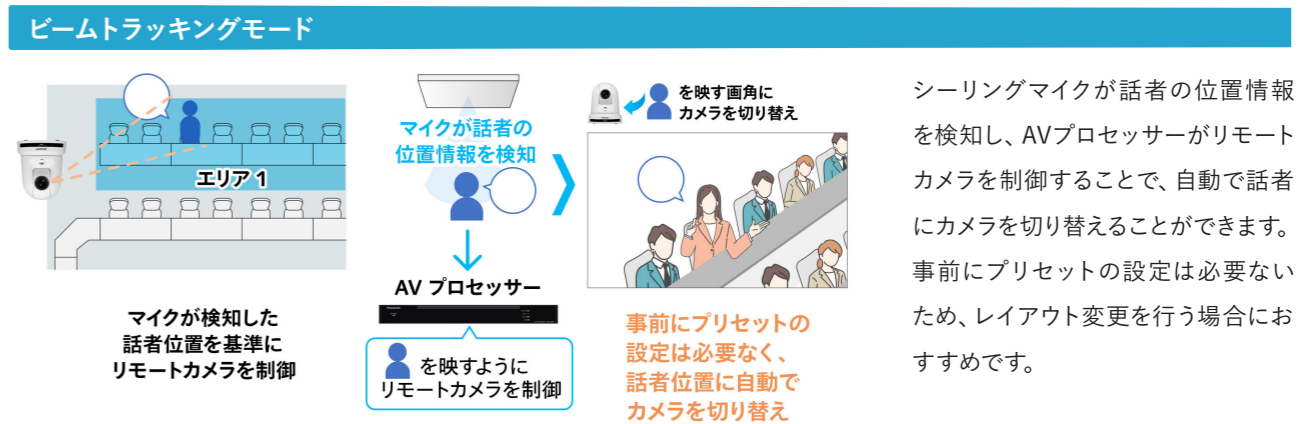 ビームトラッキングモード
エリア 1
マイクが検知した
話者位置を基準に
リモートカメラを制御
マイクが話者の
位置情報を検知
AV プロセッサー
を映すように
リモートカメラを制御
を映す画角に
カメラを切り替え
事前にプリセットの
設定は必要なく、
話者位置に自動で
カメラを切り替え
シーリングマイクが話者の位置情報
を検知し、AVプロセッサーがリモート
カメラを制御することで、自動で話者
にカメラを切り替えることができます。
事前にプリセットの設定は必要ない
ため、レイアウト変更を行う場合にお
すすめです。